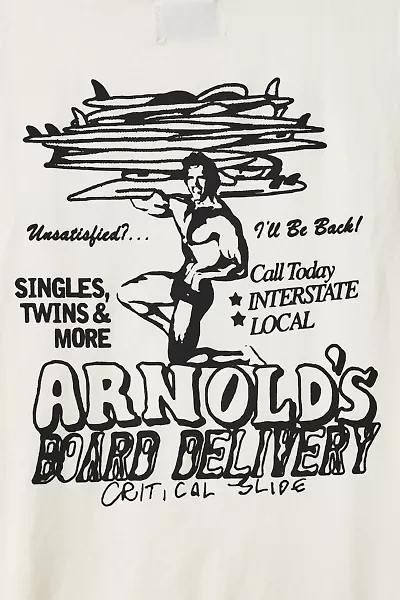 Unsatisfied?...
I'll Be Back!
SINGLES,
TWINS &
MORE
Call Today
★ INTERSTATE
★ LOCAL
ARNOLD'S
BOARD DELIVERY
CRITICAL SLIDE